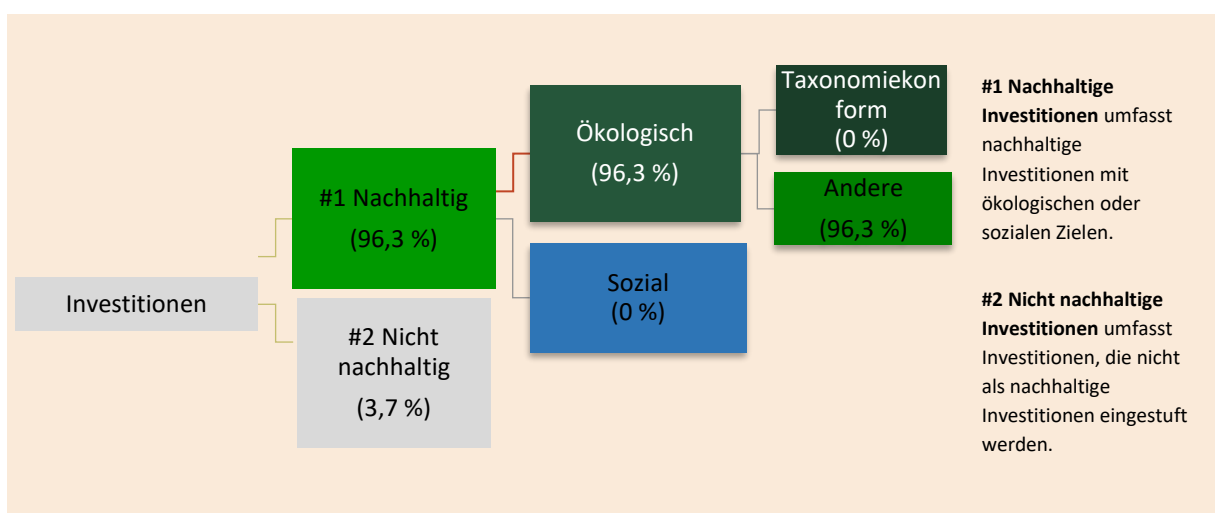 Investitionen
#1 Nachhaltig
(96,3 %)
#2 Nicht
nachhaltig
(3,7 %)
Ökologisch
(96,3 %)
Sozial
(0 %)
Taxonomiekon
form
(0 %)
Andere
(96,3 %)
#1 Nachhaltige
Investitionen umfasst
nachhaltige
Investitionen mit
ökologischen oder
sozialen Zielen.
#2 Nicht nachhaltige
Investitionen umfasst
Investitionen, die nicht
als nachhaltige
Investitionen eingestuft
werden.